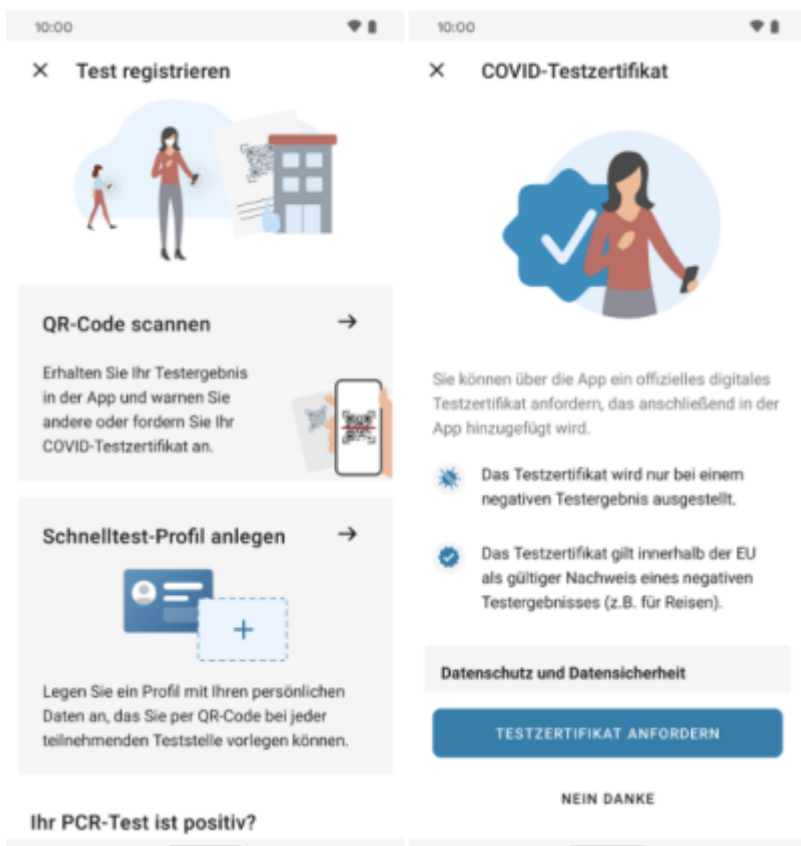 10:00
Test registrieren
QR-Code scannen
Erhalten Sie Ihr Testergebnis
in der App und warnen Sie
andere oder fordern Sie Ihr
COVID-Testzertifikat an.
Schnelltest-Profil anlegen
Legen Sie ein Profil mit Ihren persönlichen
Daten an, das Sie per QR-Code bei jeder
teilnehmenden Teststelle vorlegen können.
Ihr PCR-Test ist positiv?
10:00
COVID-Testzertifikat
Sie können über die App ein offizielles digitales
Testzertifikat anfordern, das anschließend in der
App hinzugefügt wird.
Das Testzertifikat wird nur bei einem
negativen Testergebnis ausgestellt.
Das Testzertifikat gilt innerhalb der EU
als gültiger Nachweis eines negativen
Testergebnisses (z.B. für Reisen).
Datenschutz und Datensicherheit
TESTZERTIFIKAT ANFORDERN
NEIN DANKE